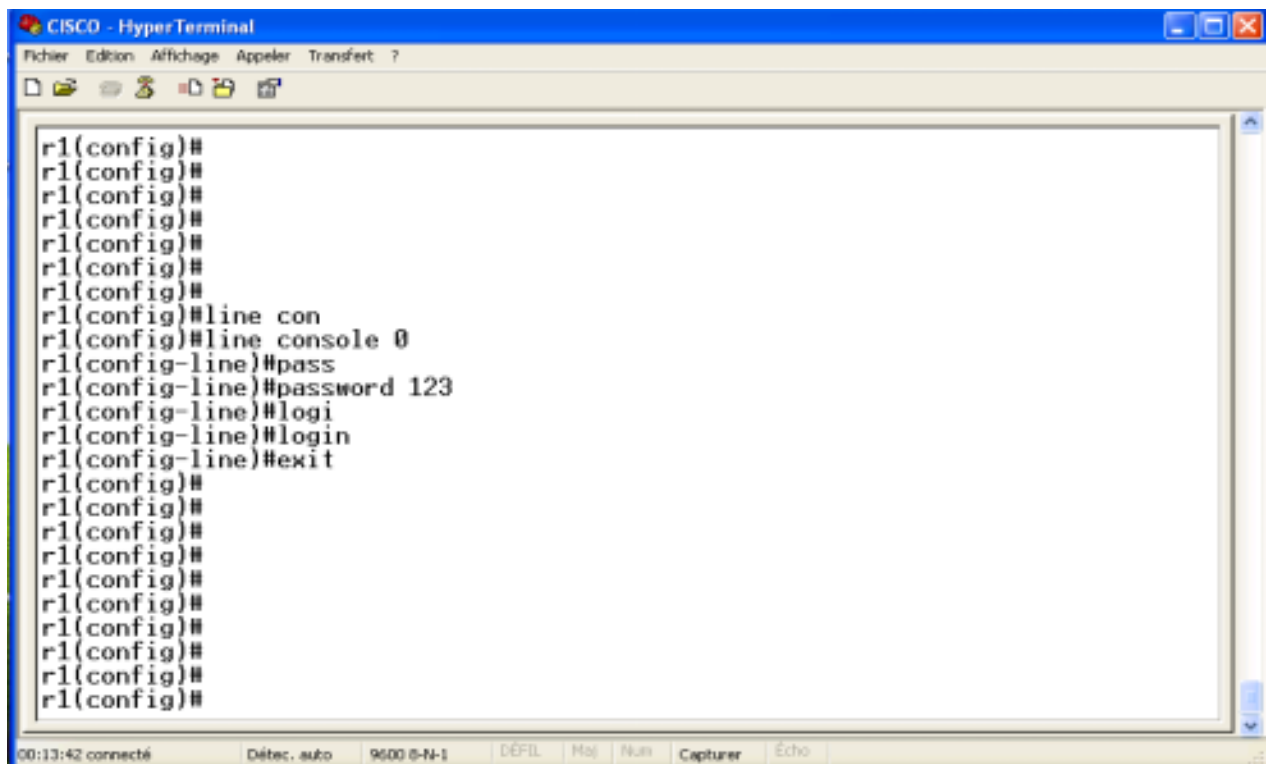 CISCO - HyperTerminal
Fichier Edition Affichage Appeler Transfert ?
r1(config)#
r1(config)#
r1(config)#
r1(config)#
r1(config)#
r1(config)#
r1(config)#
r1(config)#line con
r1(config)#line console 0
r1(config-line)#pass
r1(config-line)#password 123
r1(config-line)#logi
r1(config-line)#login
r1(config-line)#exit
r1(config)#
r1(config)#
r1(config)#
r1(config)#
r1(config)#
r1(config)#
r1(config)#
r1(config)#
r1(config)#
r1(config)#
00:13:42 connecté Détec. auto 9600 8-N-1 DÉFIL Maj Num Capturer Écho